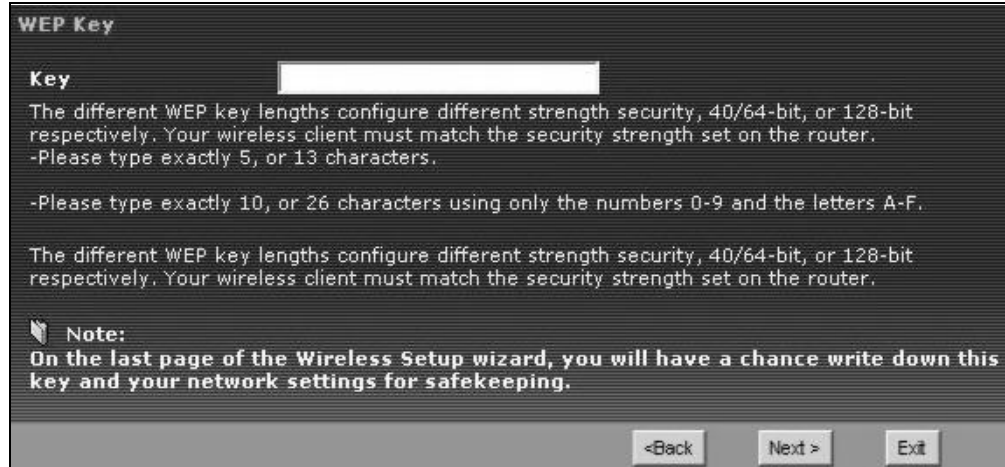 WEP Key
Key
The different WEP key lengths configure different strength security, 40/64-bit, or 128-bit
respectively. Your wireless client must match the security strength set on the router.
-Please type exactly 5, or 13 characters.
-Please type exactly 10, or 26 characters using only the numbers 0-9 and the letters A-F.
The different WEP key lengths configure different strength security, 40/64-bit, or 128-bit
respectively. Your wireless client must match the security strength set on the router.
Note:
On the last page of the Wireless Setup wizard, you will have a chance write down this
key and your network settings for safekeeping.
<Back Next > Exit